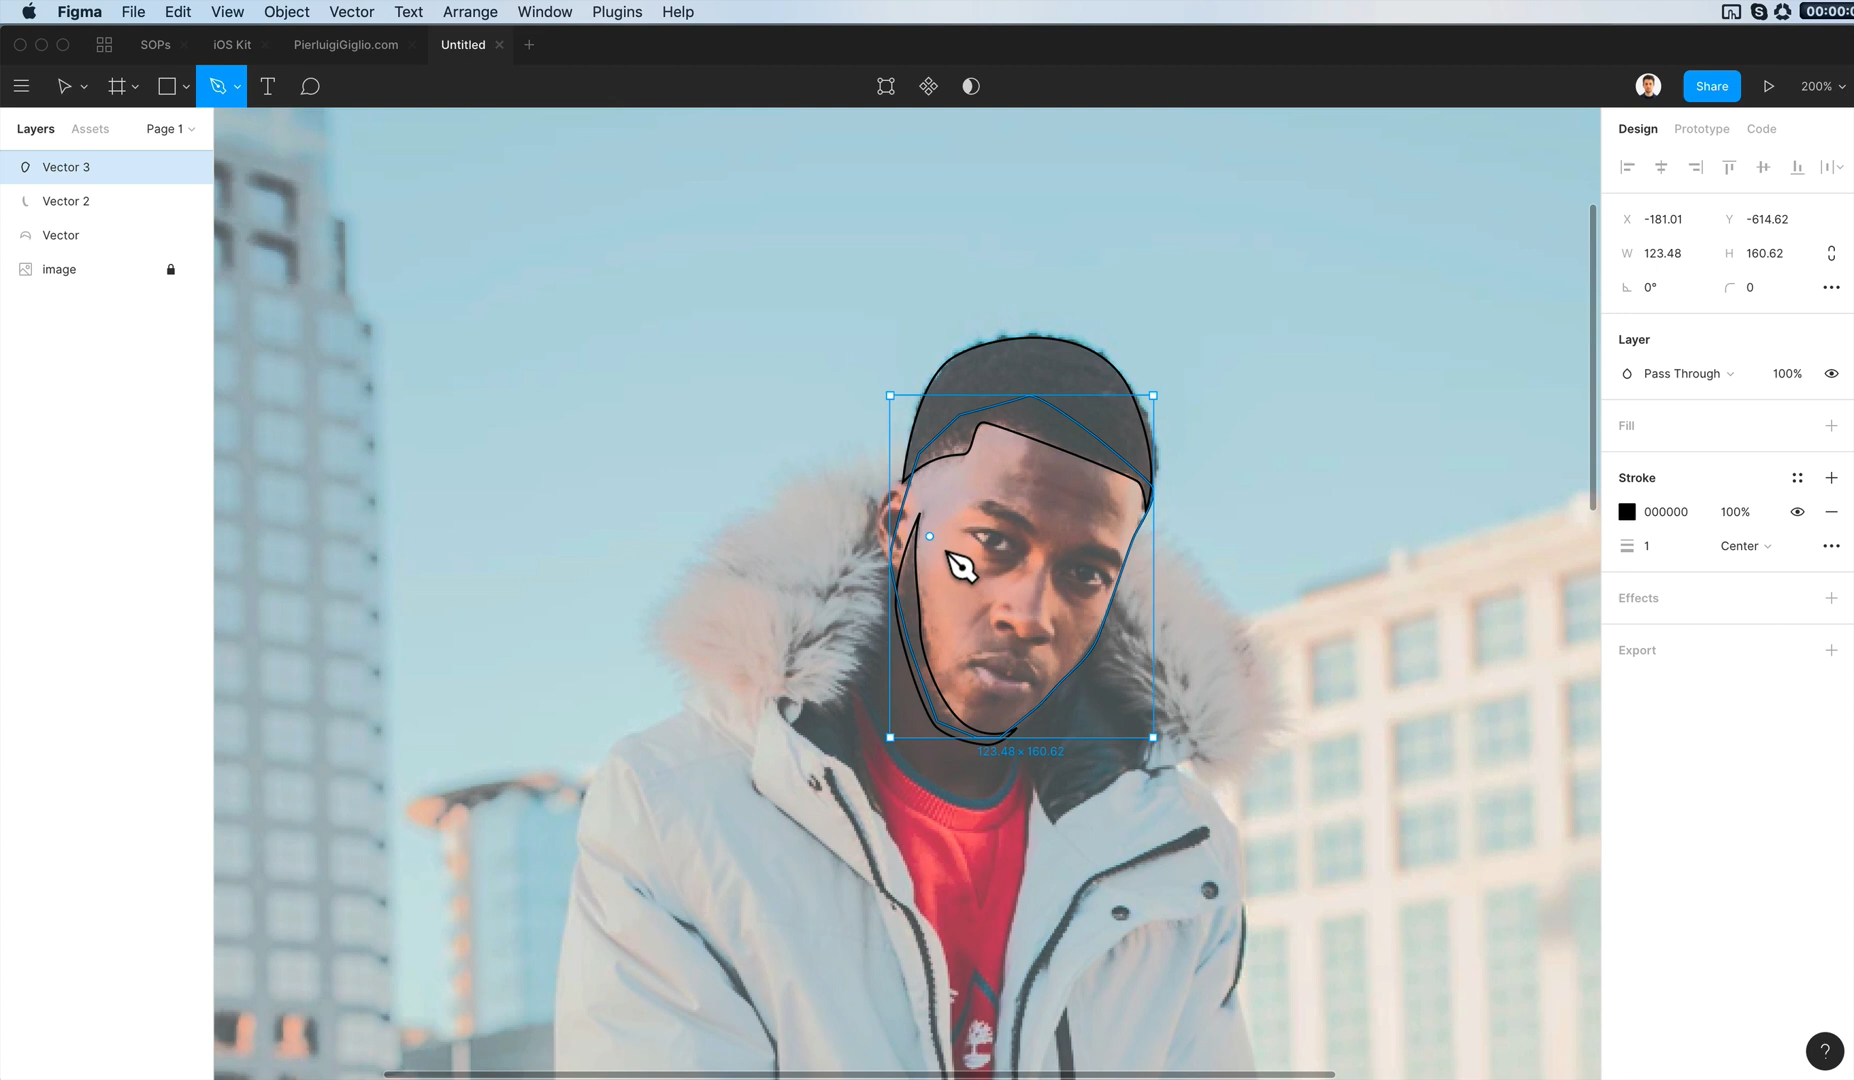 Figma File Edit View Object Vector Text Arrange Window Plugins Help
SOPs iOS Kit PierluigiGiglio.com Untitled
T Share 200%
Layers Assets Page 1
Vector 3
Vector 2
Vector
image
123.48 × 160.62
Design Prototype Code
X -181.01 Y -614.62
W 123.48 H 160.62
0° 0
Layer
Pass Through 100%
Fill
Stroke
000000 100%
1 Center
Effects
Export
?